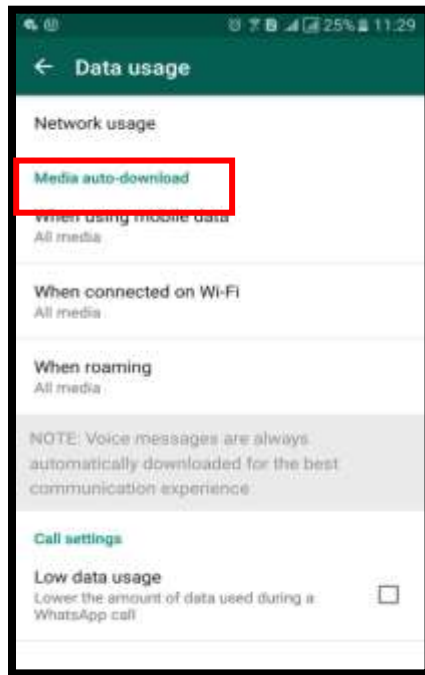 25% 11:29
← Data usage
Network usage
Media auto-download
When using mobile data
All media
When connected on Wi-Fi
All media
When roaming
All media
NOTE: Voice messages are always
automatically downloaded for the best
communication experience
Call settings
Low data usage
Lower the amount of data used during a
WhatsApp call